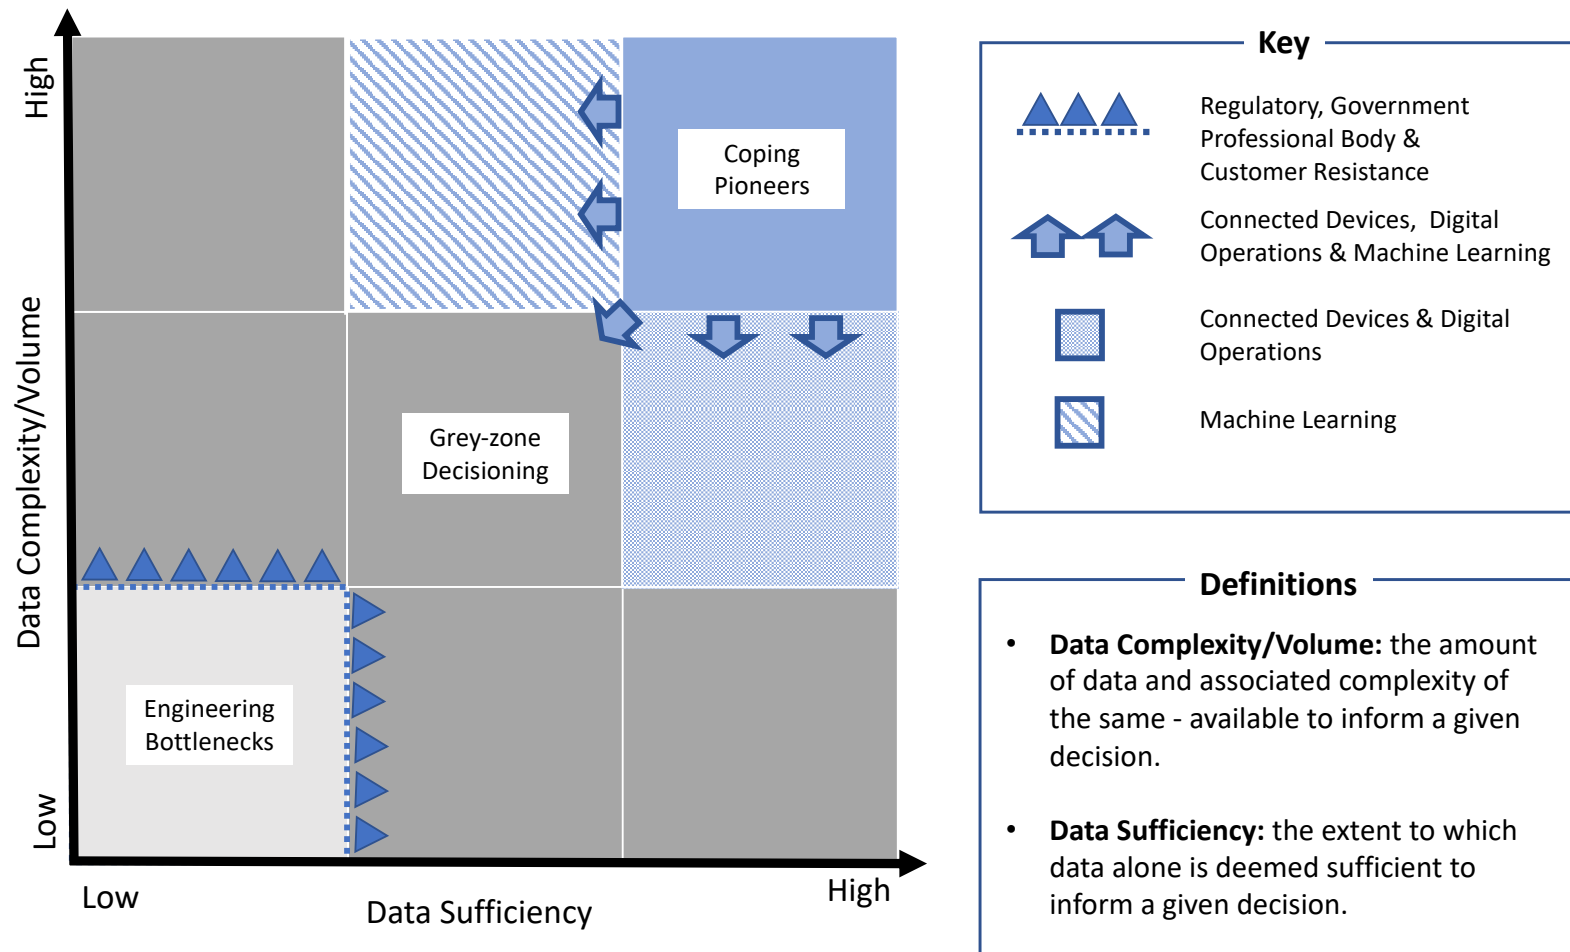 High
Data Complexity/Volume
Low
Coping
Pioneers
Grey-zone
Decisioning
Engineering
Bottlenecks
Low
Data Sufficiency
High
Key
Regulatory, Government
Professional Body &
Customer Resistance
Connected Devices,  Digital
Operations & Machine Learning
Connected Devices & Digital
Operations
Machine Learning
Definitions
• Data Complexity/Volume: the amount
of data and associated complexity of
the same - available to inform a given
decision.
• Data Sufficiency: the extent to which
data alone is deemed sufficient to
inform a given decision.